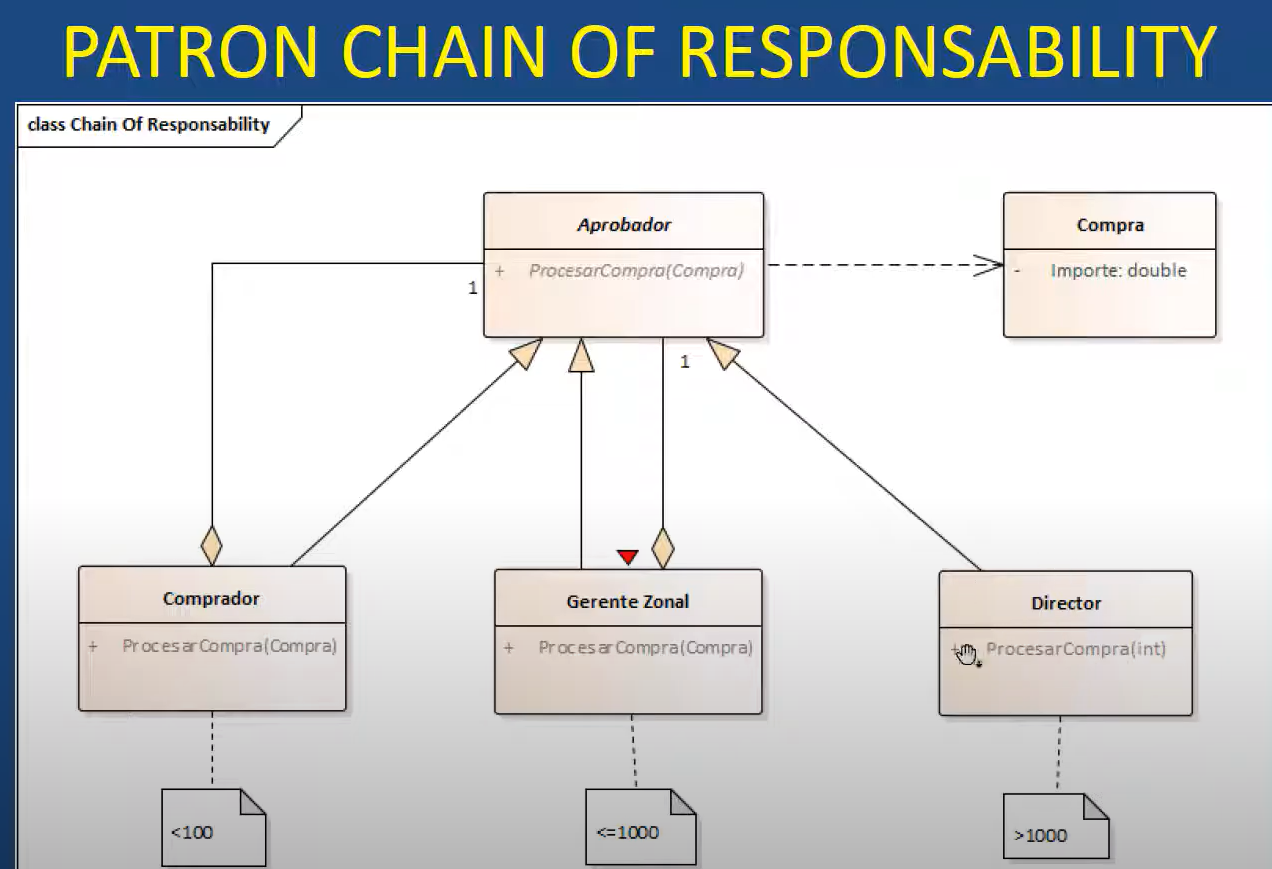 PATRON CHAIN OF RESPONSABILITY
class Chain Of Responsability
Aprobador
+ ProcesarCompra(Compra)
Compra
- Importe: double
1
1
Comprador
+ ProcesarCompra(Compra)
Gerente Zonal
+ ProcesarCompra(Compra)
Director
+ ProcesarCompra(int)
<100
<=1000
>1000